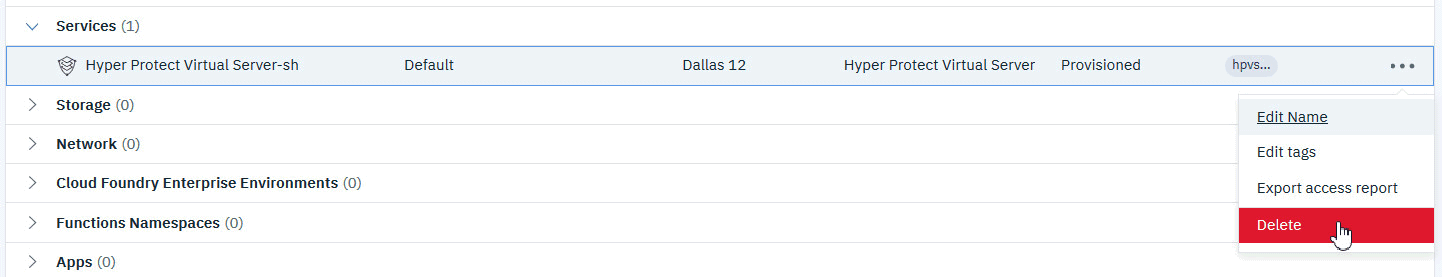 Services (1)
Hyper Protect Virtual Server-sh Default Dallas 12 Hyper Protect Virtual Server Provisioned hpvs...
Storage (0)
Edit Name
Network (0)
Edit tags
Cloud Foundry Enterprise Environments (0)
Export access report
Functions Namespaces (0)
Delete
Apps (0)